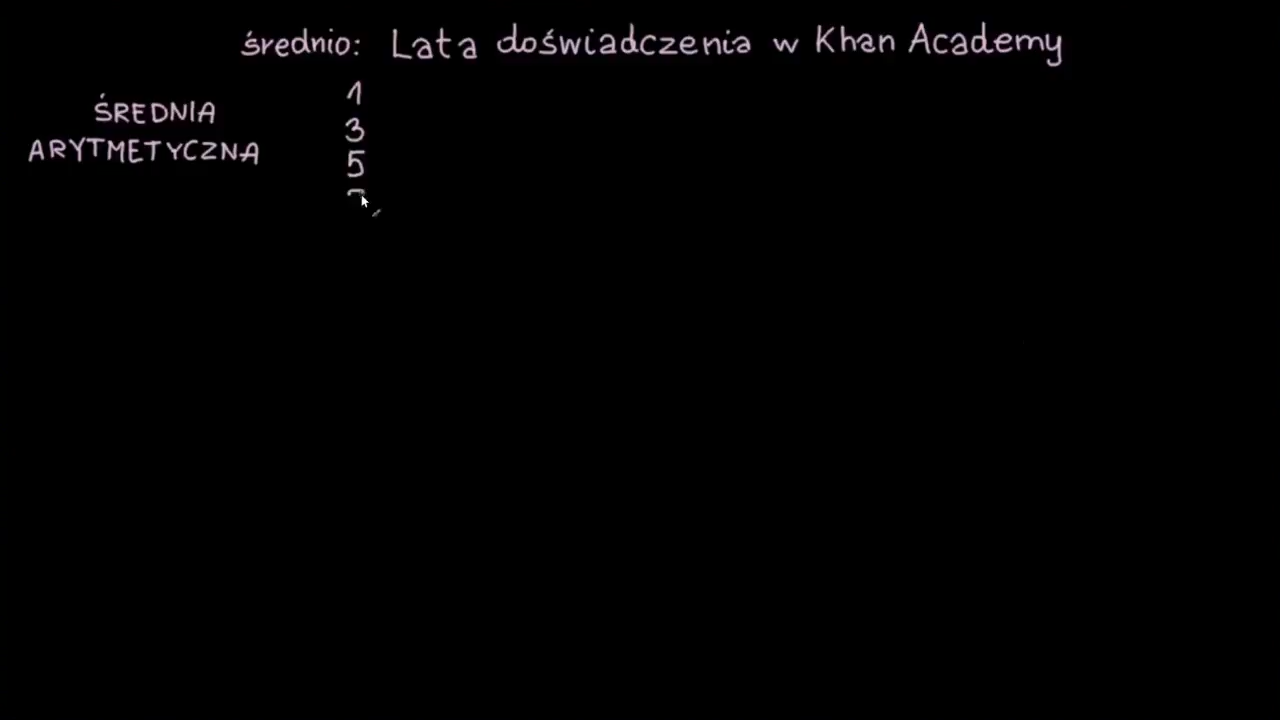 średnio: Lata doświadczenia w Khan Academy
ŚREDNIA
ARYTMETYCZNA
1
3
5